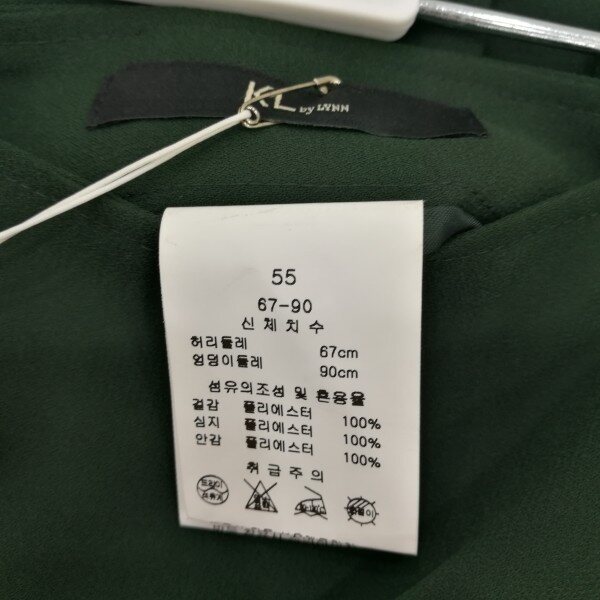 KL by LYNN
55
67-90
신체치수
허리둘레 67cm
엉덩이둘레 90cm
섬유의조성 및 혼용율
겉감 폴리에스터 100%
심지 폴리에스터 100%
안감 폴리에스터 100%
취급주의
드라이